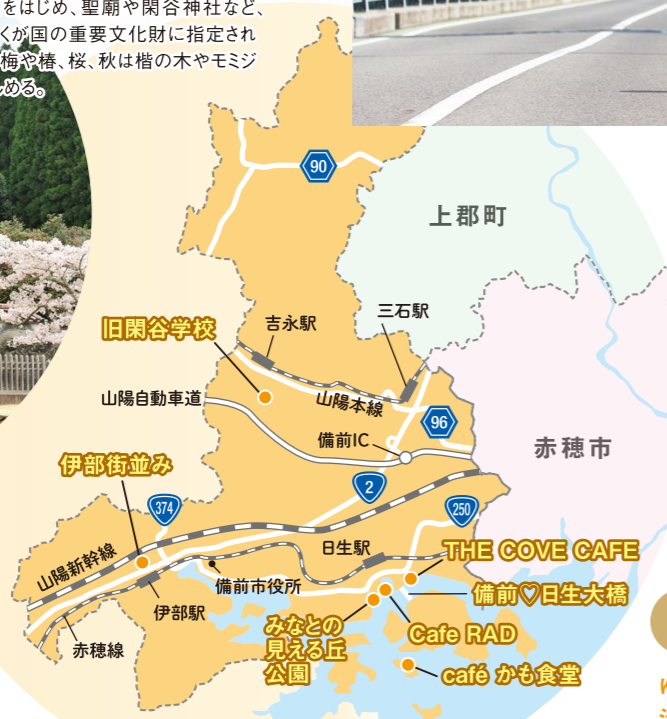 をはじめ、聖廟や閑谷神社など、
くが国の重要文化財に指定され
梅や椿、桜、秋は楷の木やモミジ
しめる。
90
上郡町
三石駅
吉永駅
旧閑谷学校
山陽本線
山陽自動車道
96
備前IC
赤穂市
伊部街並み
2
374
250
日生駅
THE COVE CAFE
山陽新幹線
備前市役所
備前♡日生大橋
伊部駅
みなとの
見える丘
公園
Cafe RAD
赤穂線
café かも食堂